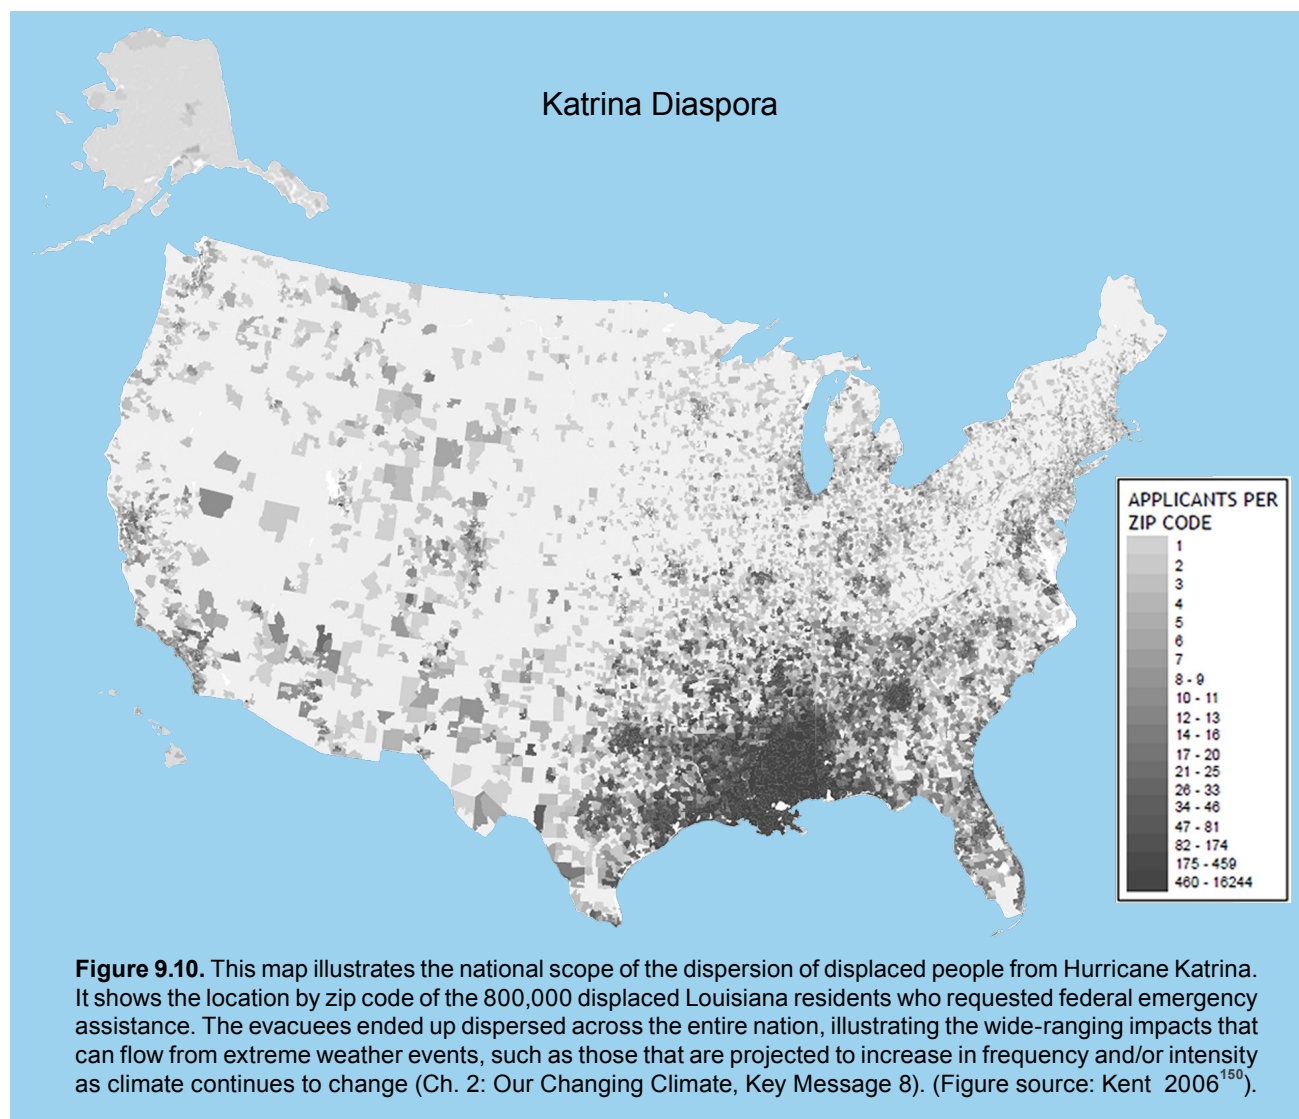 Katrina Diaspora
APPLICANTS PER
ZIP CODE
1
2
3
4
5
6
7
8 - 9
10 - 11
12 - 13
14 - 16
17 - 20
21 - 25
26 - 33
34 - 46
47 - 81
82 - 174
175 - 459
460 - 16244
Figure 9.10. This map illustrates the national scope of the dispersion of displaced people from Hurricane Katrina.
It shows the location by zip code of the 800,000 displaced Louisiana residents who requested federal emergency
assistance. The evacuees ended up dispersed across the entire nation, illustrating the wide-ranging impacts that
can flow from extreme weather events, such as those that are projected to increase in frequency and/or intensity
as climate continues to change (Ch. 2: Our Changing Climate, Key Message 8). (Figure source: Kent 2006150).